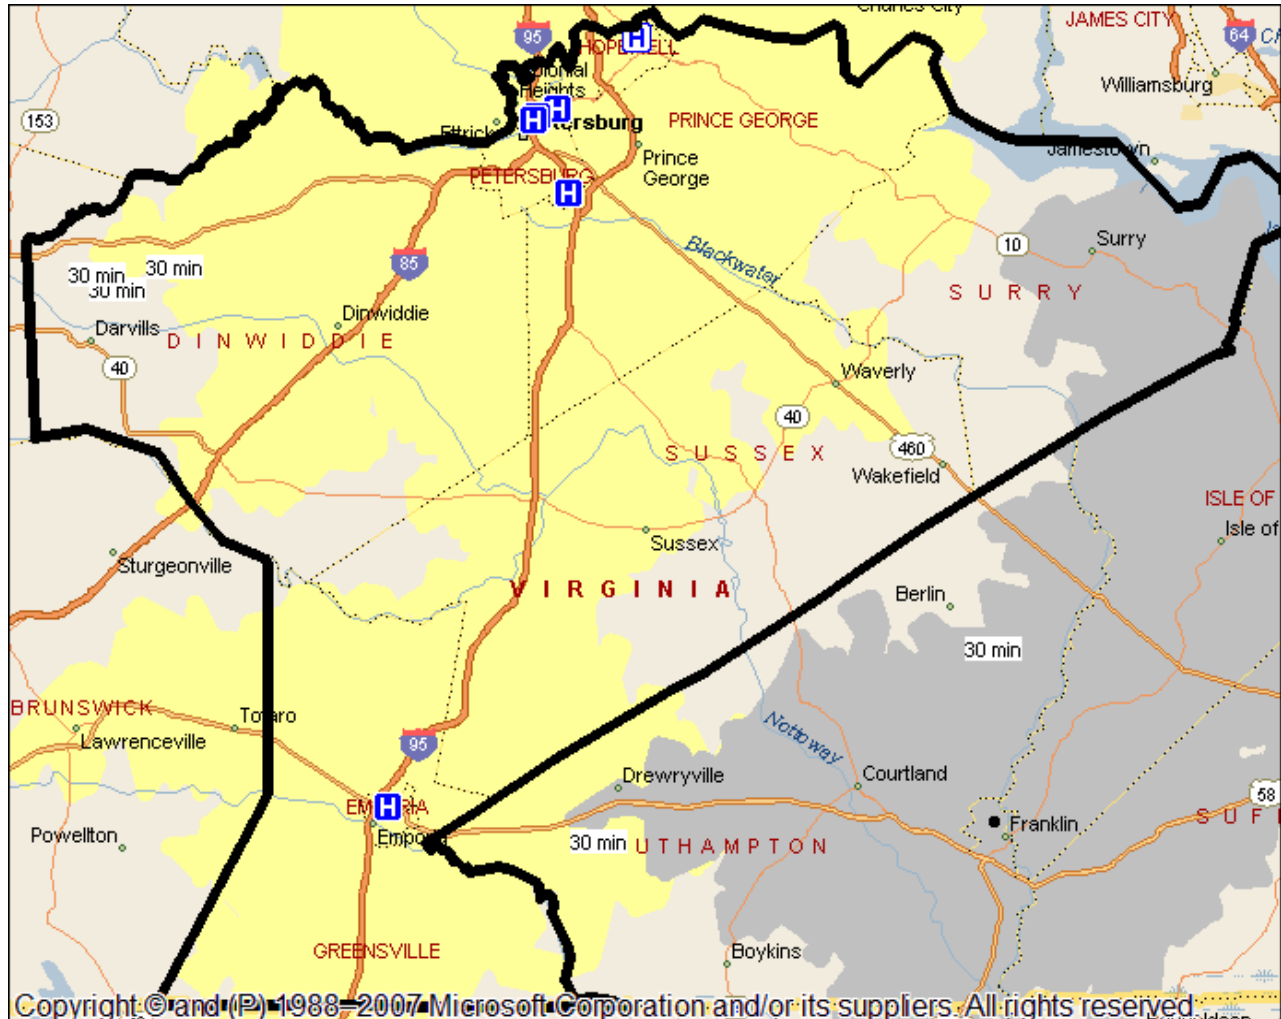 Charles City
JAMES CITY
95
HOPEWELL
64
Williamsburg
Colonial
Heights
153
Ettrick
Petersburg
PRINCE GEORGE
Jamestown
Prince
George
PETERSBURG
Blackwater
10
Surry
30 min
30 min
30 min
85
SURRY
Darvills
Dinwiddie
DINWIDDIE
40
Waverly
40
SUSSEX
460
Wakefield
ISLE OF
Isle of
Sussex
Sturgeonville
VIRGINIA
Berlin
30 min
BRUNSWICK
Totaro
Lawrenceville
95
Nottoway
Drewryville
Courtland
58
SUFF
EMPORIA
Emporia
Powellton
30 min
UTHAMPTON
Franklin
GREENSVILLE
Boykins
Copyright © and (P) 1988–2007 Microsoft Corporation and/or its suppliers. All rights reserved.